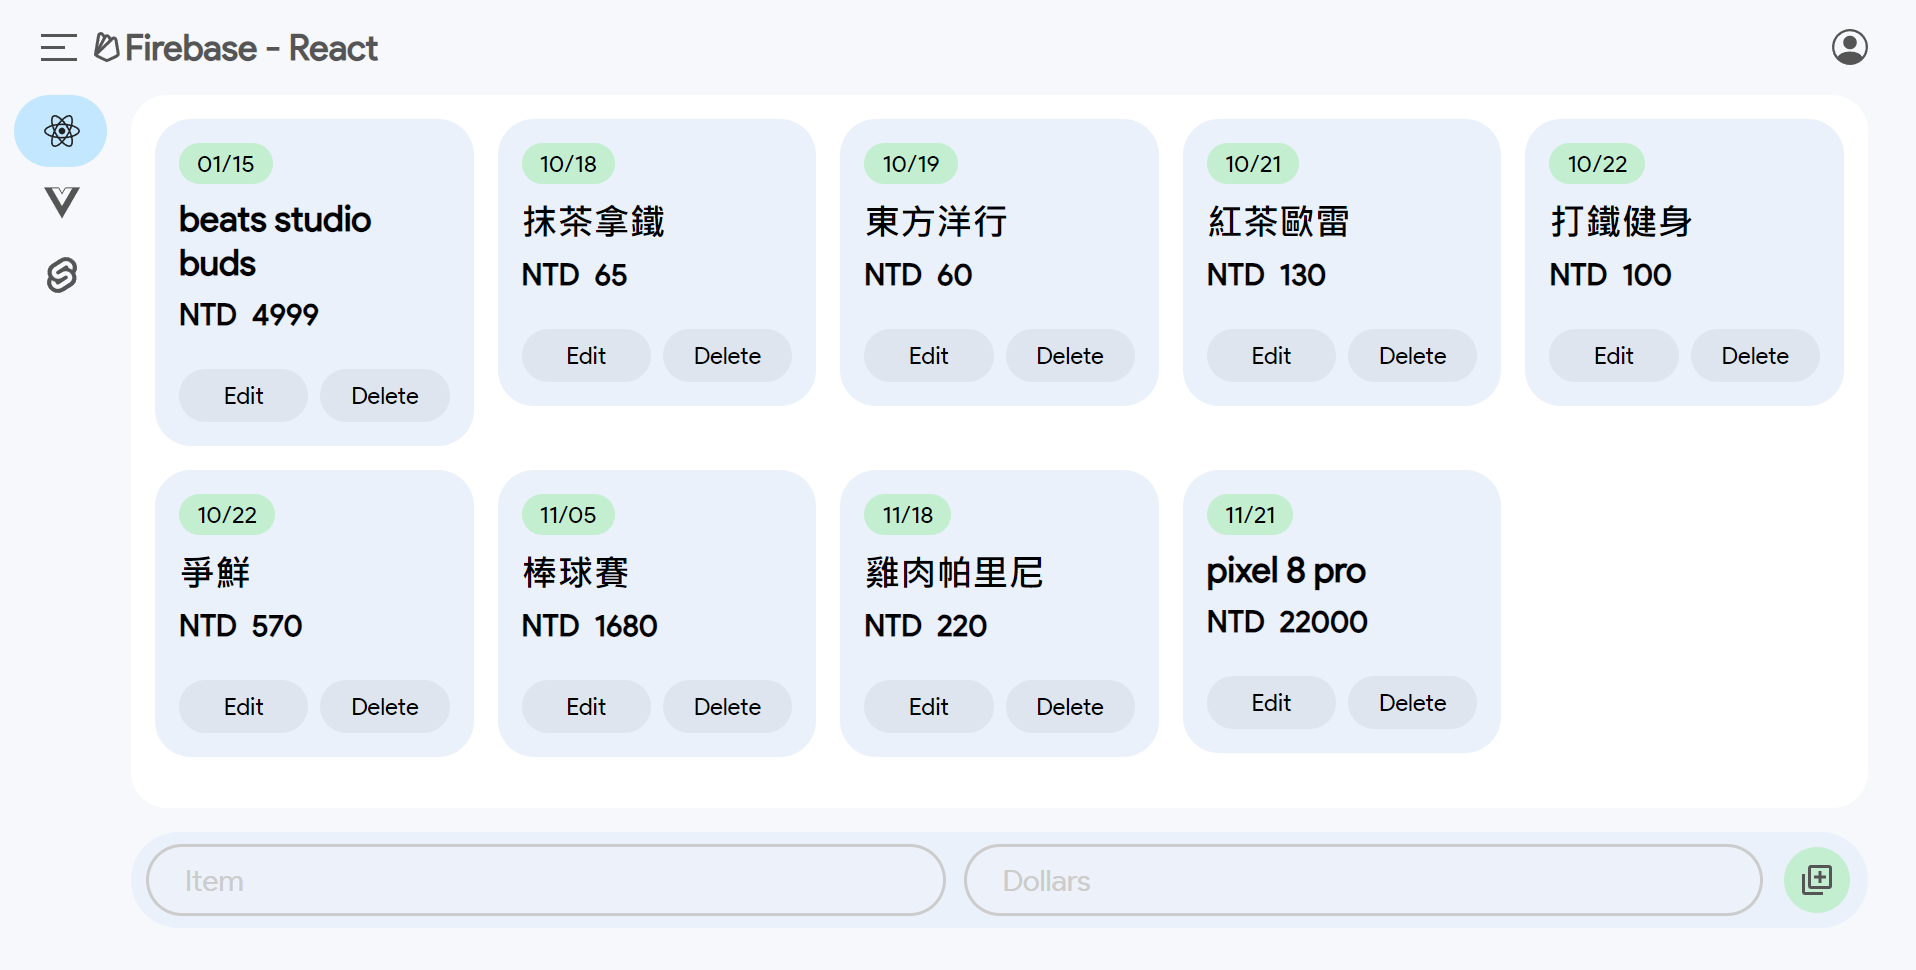 Firebase - React
01/15
beats studio
buds
NTD 4999
Edit Delete
10/18
抹茶拿鐵
NTD 65
Edit Delete
10/19
東方洋行
NTD 60
Edit Delete
10/21
紅茶歐雷
NTD 130
Edit Delete
10/22
打鐵健身
NTD 100
Edit Delete
10/22
爭鮮
NTD 570
Edit Delete
11/05
棒球賽
NTD 1680
Edit Delete
11/18
雞肉帕里尼
NTD 220
Edit Delete
11/21
pixel 8 pro
NTD 22000
Edit Delete
Item
Dollars